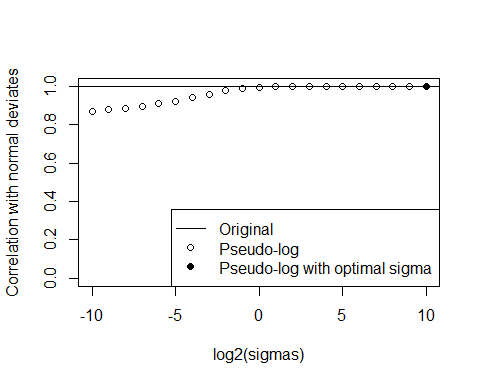 Correlation with normal deviates
1.0
0.8
0.6
0.4
0.2
0.0
Original
Pseudo-log
Pseudo-log with optimal sigma
-10 -5 0 5 10
log2(sigmas)